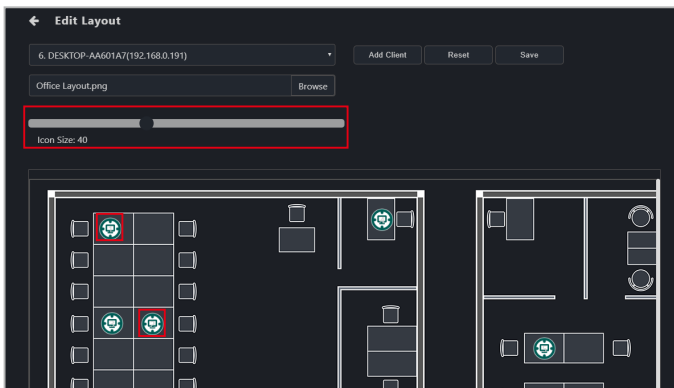 Edit Layout
6. DESKTOP-AA601A7(192.168.0.191)
Add Client
Reset
Save
Office Layout.png
Browse
Icon Size: 40